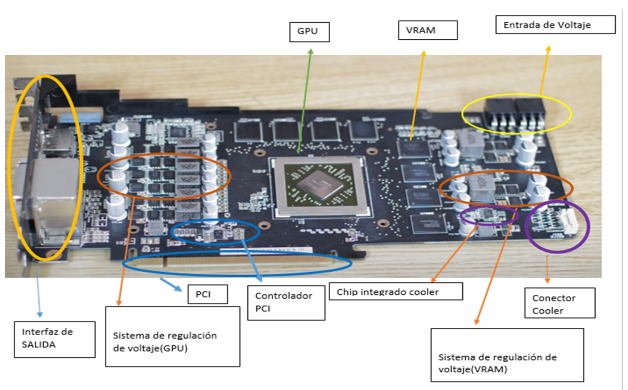 GPU
VRAM
Entrada de Voltaje
PCI
Controlador
PCI
Chip integrado cooler
Conector
Cooler
Interfaz de
SALIDA
Sistema de regulación
de voltaje(GPU)
Sistema de regulación de
voltaje(VRAM)